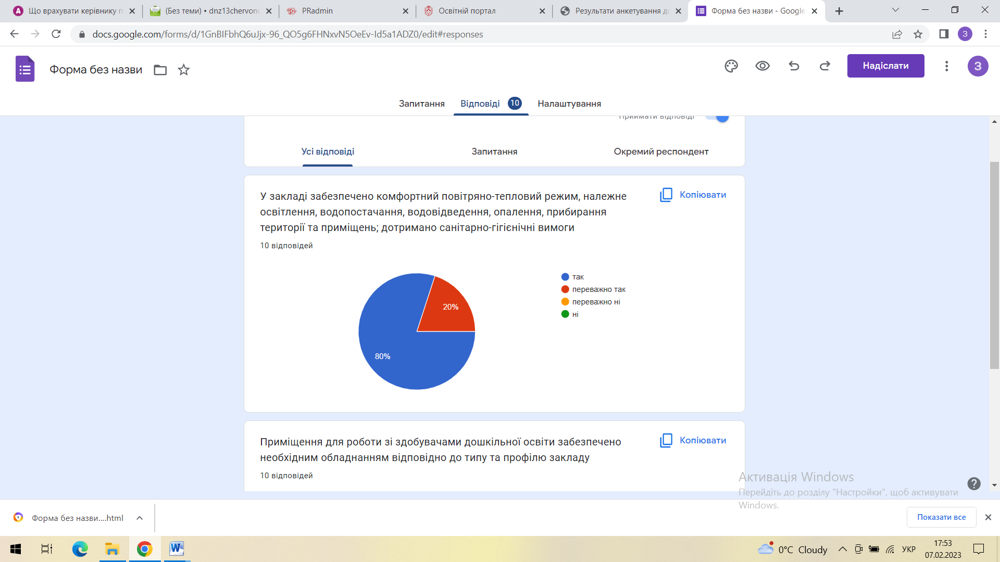 Що врахувати керівнику п
(Без теми) • dnz13chervono
PRadmin
Освітній портал
Результати анкетування до
Форма без назви - Google
docs.google.com/forms/d/1GnBIFbhQ6uJjx-96_QO5g6FHNxvN5OeEv-Id5a1ADZ0/edit#responses
З
Форма без назви
Надіслати
З
Запитання
Відповіді 10
Налаштування
Приймати відповіді
Усі відповіді
Запитання
Окремий респондент
У закладі забезпечено комфортний повітряно-тепловий режим, належне
освітлення, водопостачання, водовідведення, опалення, прибирання
території та приміщень; дотримано санітарно-гігієнічні вимоги
Копіювати
10 відповідей
так
переважно так
переважно ні
ні
20%
80%
Приміщення для роботи зі здобувачами дошкільної освіти забезпечено
необхідним обладнанням відповідно до типу та профілю закладу
Копіювати
10 відповідей
Активація Windows
Перейдіть до розділу "Настройки", щоб активувати
Windows.
Форма без назви....html
Показати все
0°C Cloudy
УКР
17:53
07.02.2023